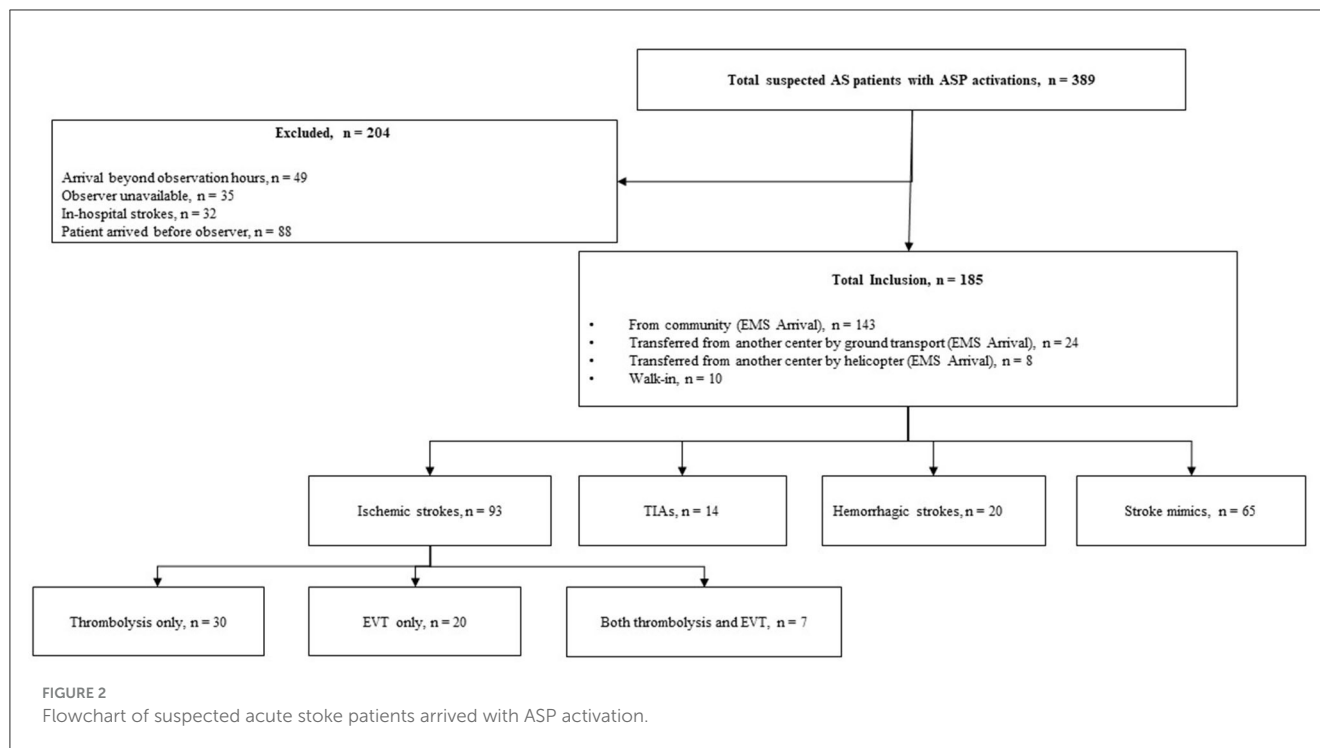 Total suspected AS patients with ASP activations, n = 389
Excluded, n = 204
Arrival beyond observation hours, n = 49
Observer unavailable, n = 35
In-hospital strokes, n = 32
Patient arrived before observer, n = 88
Total Inclusion, n = 185
• From community (EMS Arrival), n = 143
• Transferred from another center by ground transport (EMS Arrival), n = 24
• Transferred from another center by helicopter (EMS Arrival), n = 8
• Walk-in, n = 10
Ischemic strokes, n = 93
TIAs, n = 14
Hemorrhagic strokes, n = 20
Stroke mimics, n = 65
Thrombolysis only, n = 30
EVT only, n = 20
Both thrombolysis and EVT, n = 7
FIGURE 2
Flowchart of suspected acute stoke patients arrived with ASP activation.